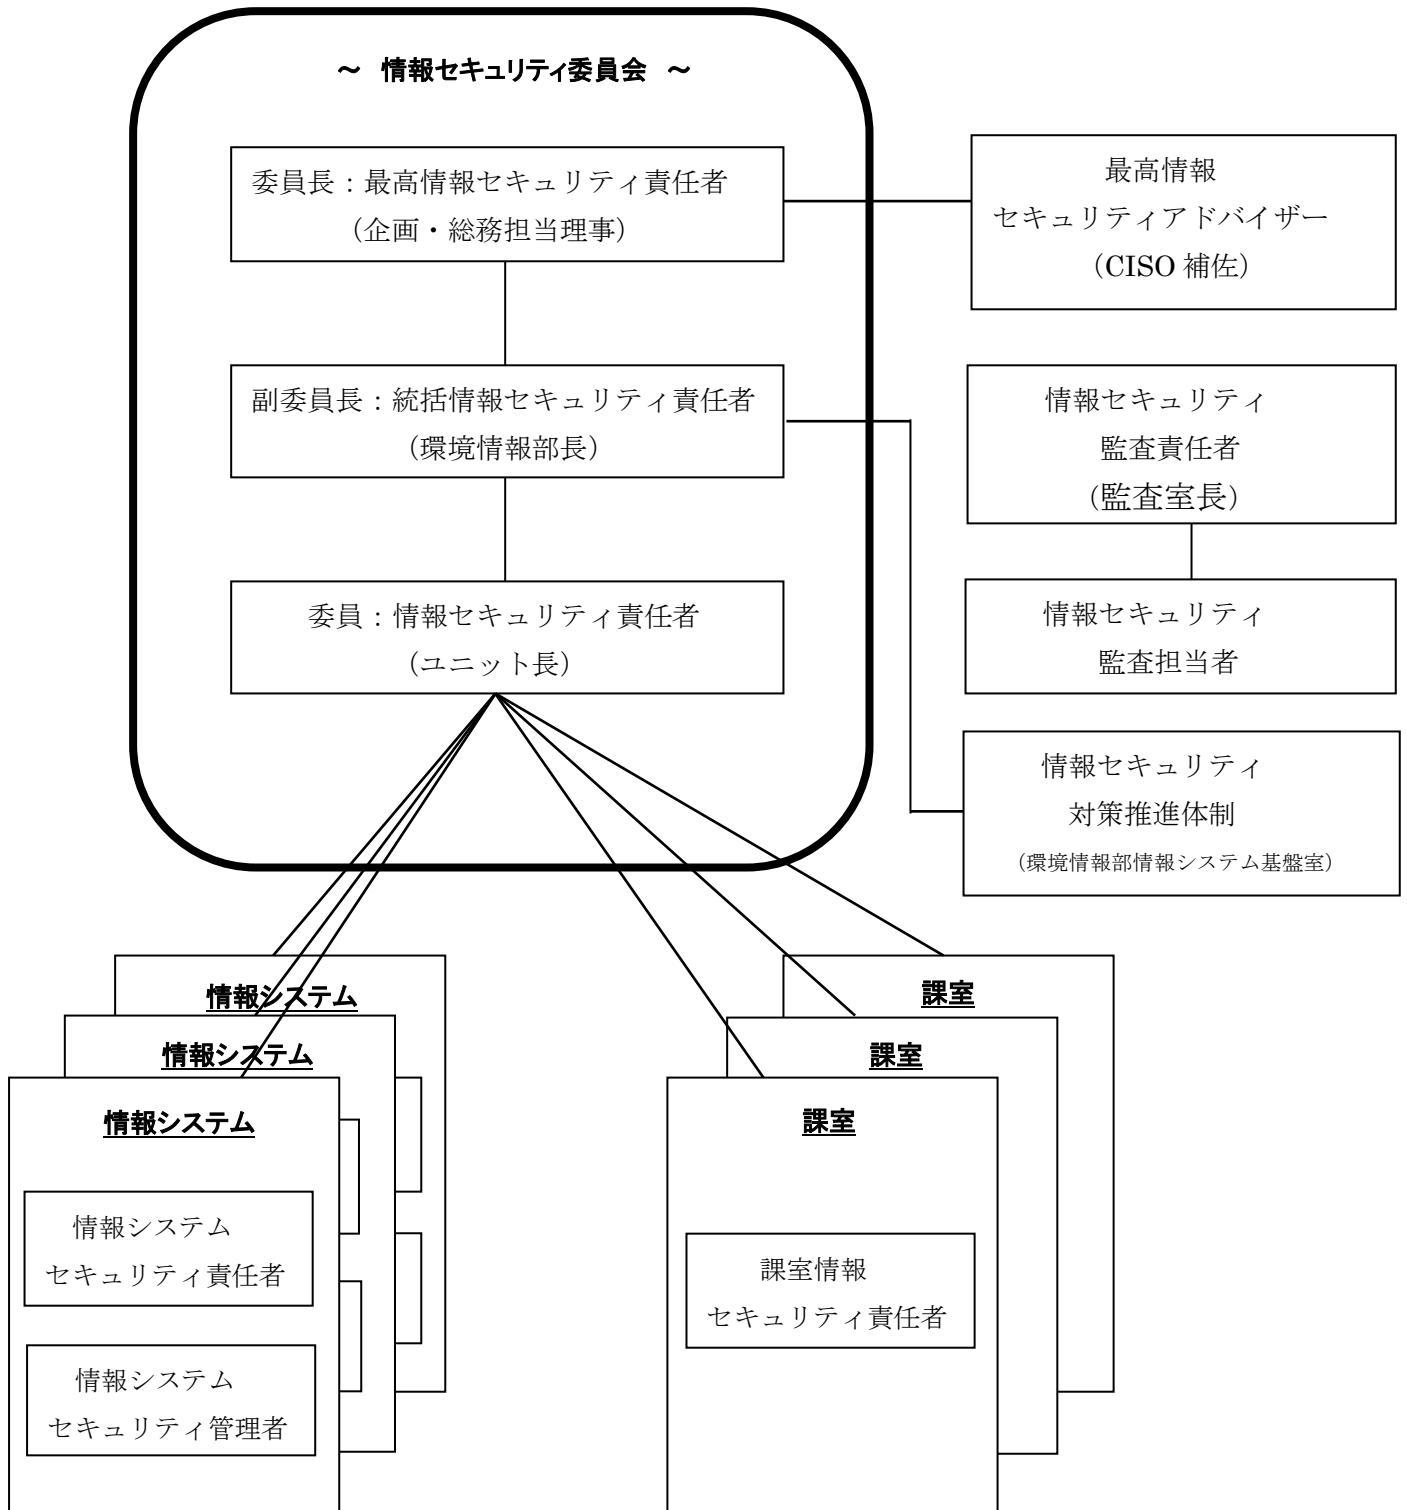 ～ 情報セキュリティ委員会 ～
委員長：最高情報セキュリティ責任者
（企画・総務担当理事）
最高情報
セキュリティアドバイザー
（CISO 補佐）
副委員長：統括情報セキュリティ責任者
（環境情報部長）
情報セキュリティ
監査責任者
（監査室長）
委員：情報セキュリティ責任者
（ユニット長）
情報セキュリティ
監査担当者
情報セキュリティ
対策推進体制
（環境情報部情報システム基盤室）
情報システム
情報システム
情報システム
情報システム
セキュリティ責任者
情報システム
セキュリティ管理者
課室
課室
課室
課室情報
セキュリティ責任者